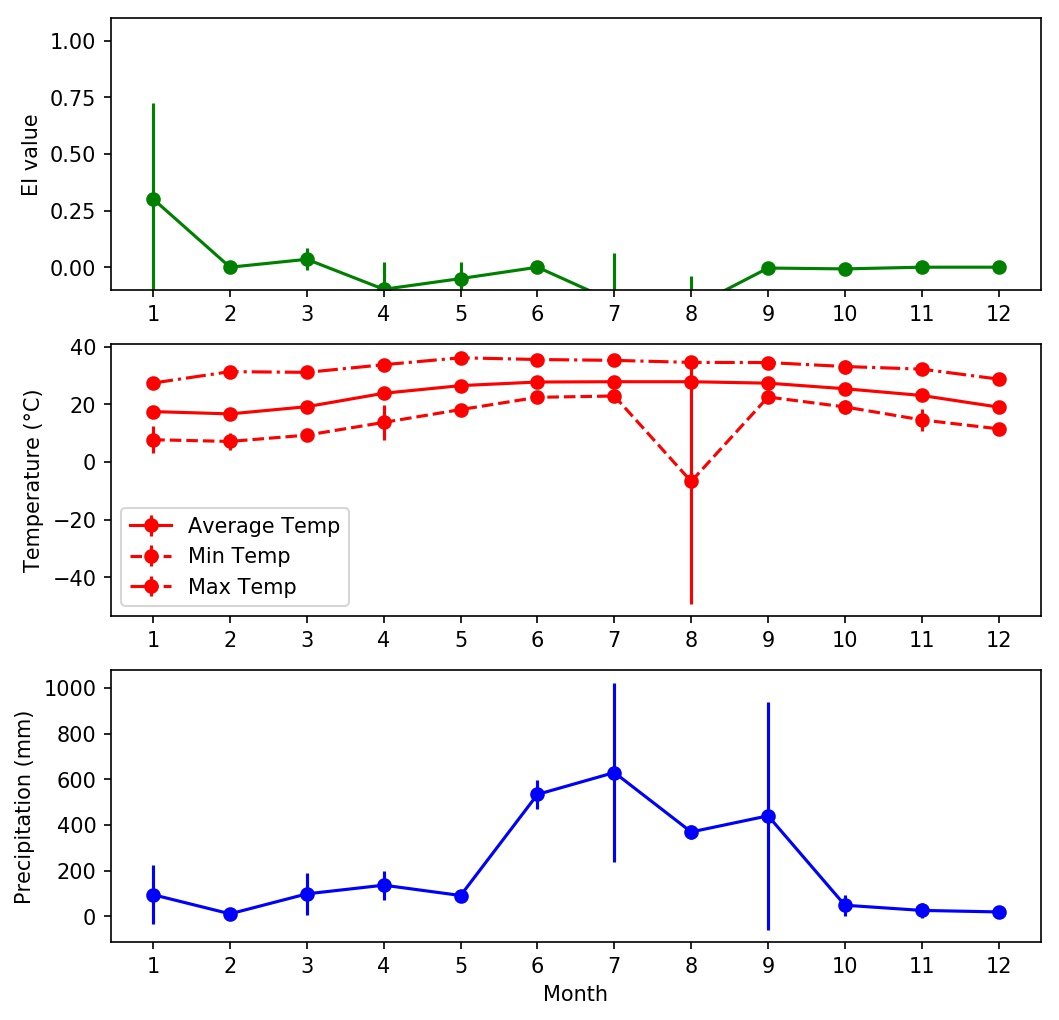 1.00
0.75
0.50
0.25
0.00
EI value
1 2 3 4 5 6 7 8 9 10 11 12
40
20
0
−20
−40
Temperature (°C)
Average Temp
Min Temp
Max Temp
1 2 3 4 5 6 7 8 9 10 11 12
1000
800
600
400
200
0
Precipitation (mm)
1 2 3 4 5 6 7 8 9 10 11 12
Month